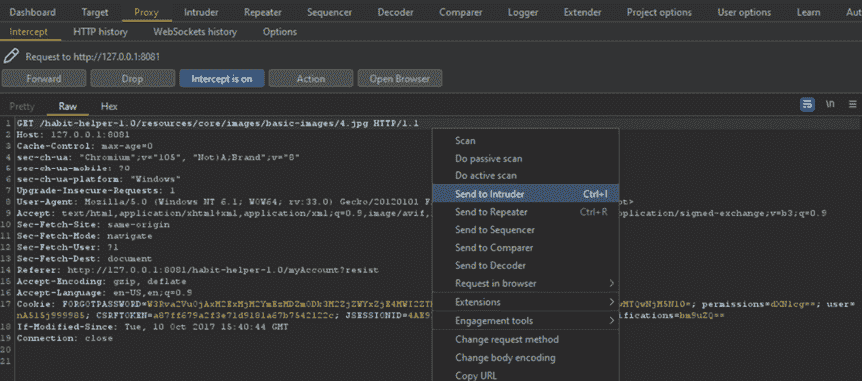 Dashboard Target Proxy Intruder Repeater Sequencer Decoder Comparer Logger Extender Project options User options Learn Aut
Intercept HTTP history WebSockets history Options
Request to http://127.0.0.1:8081
Forward Drop Intercept is on Action Open Browser
Pretty Raw Hex \n
1 GET /habit-helper-1.0/resources/core/images/basic-images/4.jpg HTTP/1.1
2 Host: 127.0.0.1:8081
3 Cache-Control: max-age=0
4 sec-ch-ua: "Chromium";v="105", "Not)A;Brand";v="8"
5 sec-ch-ua-mobile: ?0
6 sec-ch-ua-platform: "Windows"
7 Upgrade-Insecure-Requests: 1
8 User-Agent: Mozilla/5.0 (Windows NT 6.1; WOW64; rv:33.0) Gecko/20120101 pt>
9 Accept: text/html,application/xhtml+xml,application/xml;q=0.9,image/avif, pplication/signed-exchange;v=b3;q=0.9
10 Sec-Fetch-Site: same-origin
11 Sec-Fetch-Mode: navigate
12 Sec-Fetch-User: ?1
13 Sec-Fetch-Dest: document
14 Referer: http://127.0.0.1:8081/habit-helper-1.0/myAccount?resist
15 Accept-Encoding: gzip, deflate
16 Accept-Language: en-US,en;q=0.9
17 Cookie: permissions=dXNlcg==; user=
CSRFTOKEN=a87ff679a2f3e71d9181a67b7542122c; ifications=bm9uZQ==
18 If-Modified-Since: Tue, 10 Oct 2017 15:40:44 GMT
19 Connection: close
20
21
Scan
Do passive scan
Do active scan
Send to Intruder Ctrl+I
Send to Repeater Ctrl+R
Send to Sequencer
Send to Comparer
Send to Decoder
Request in browser
Extensions
Engagement tools
Change request method
Change body encoding
Copy URL